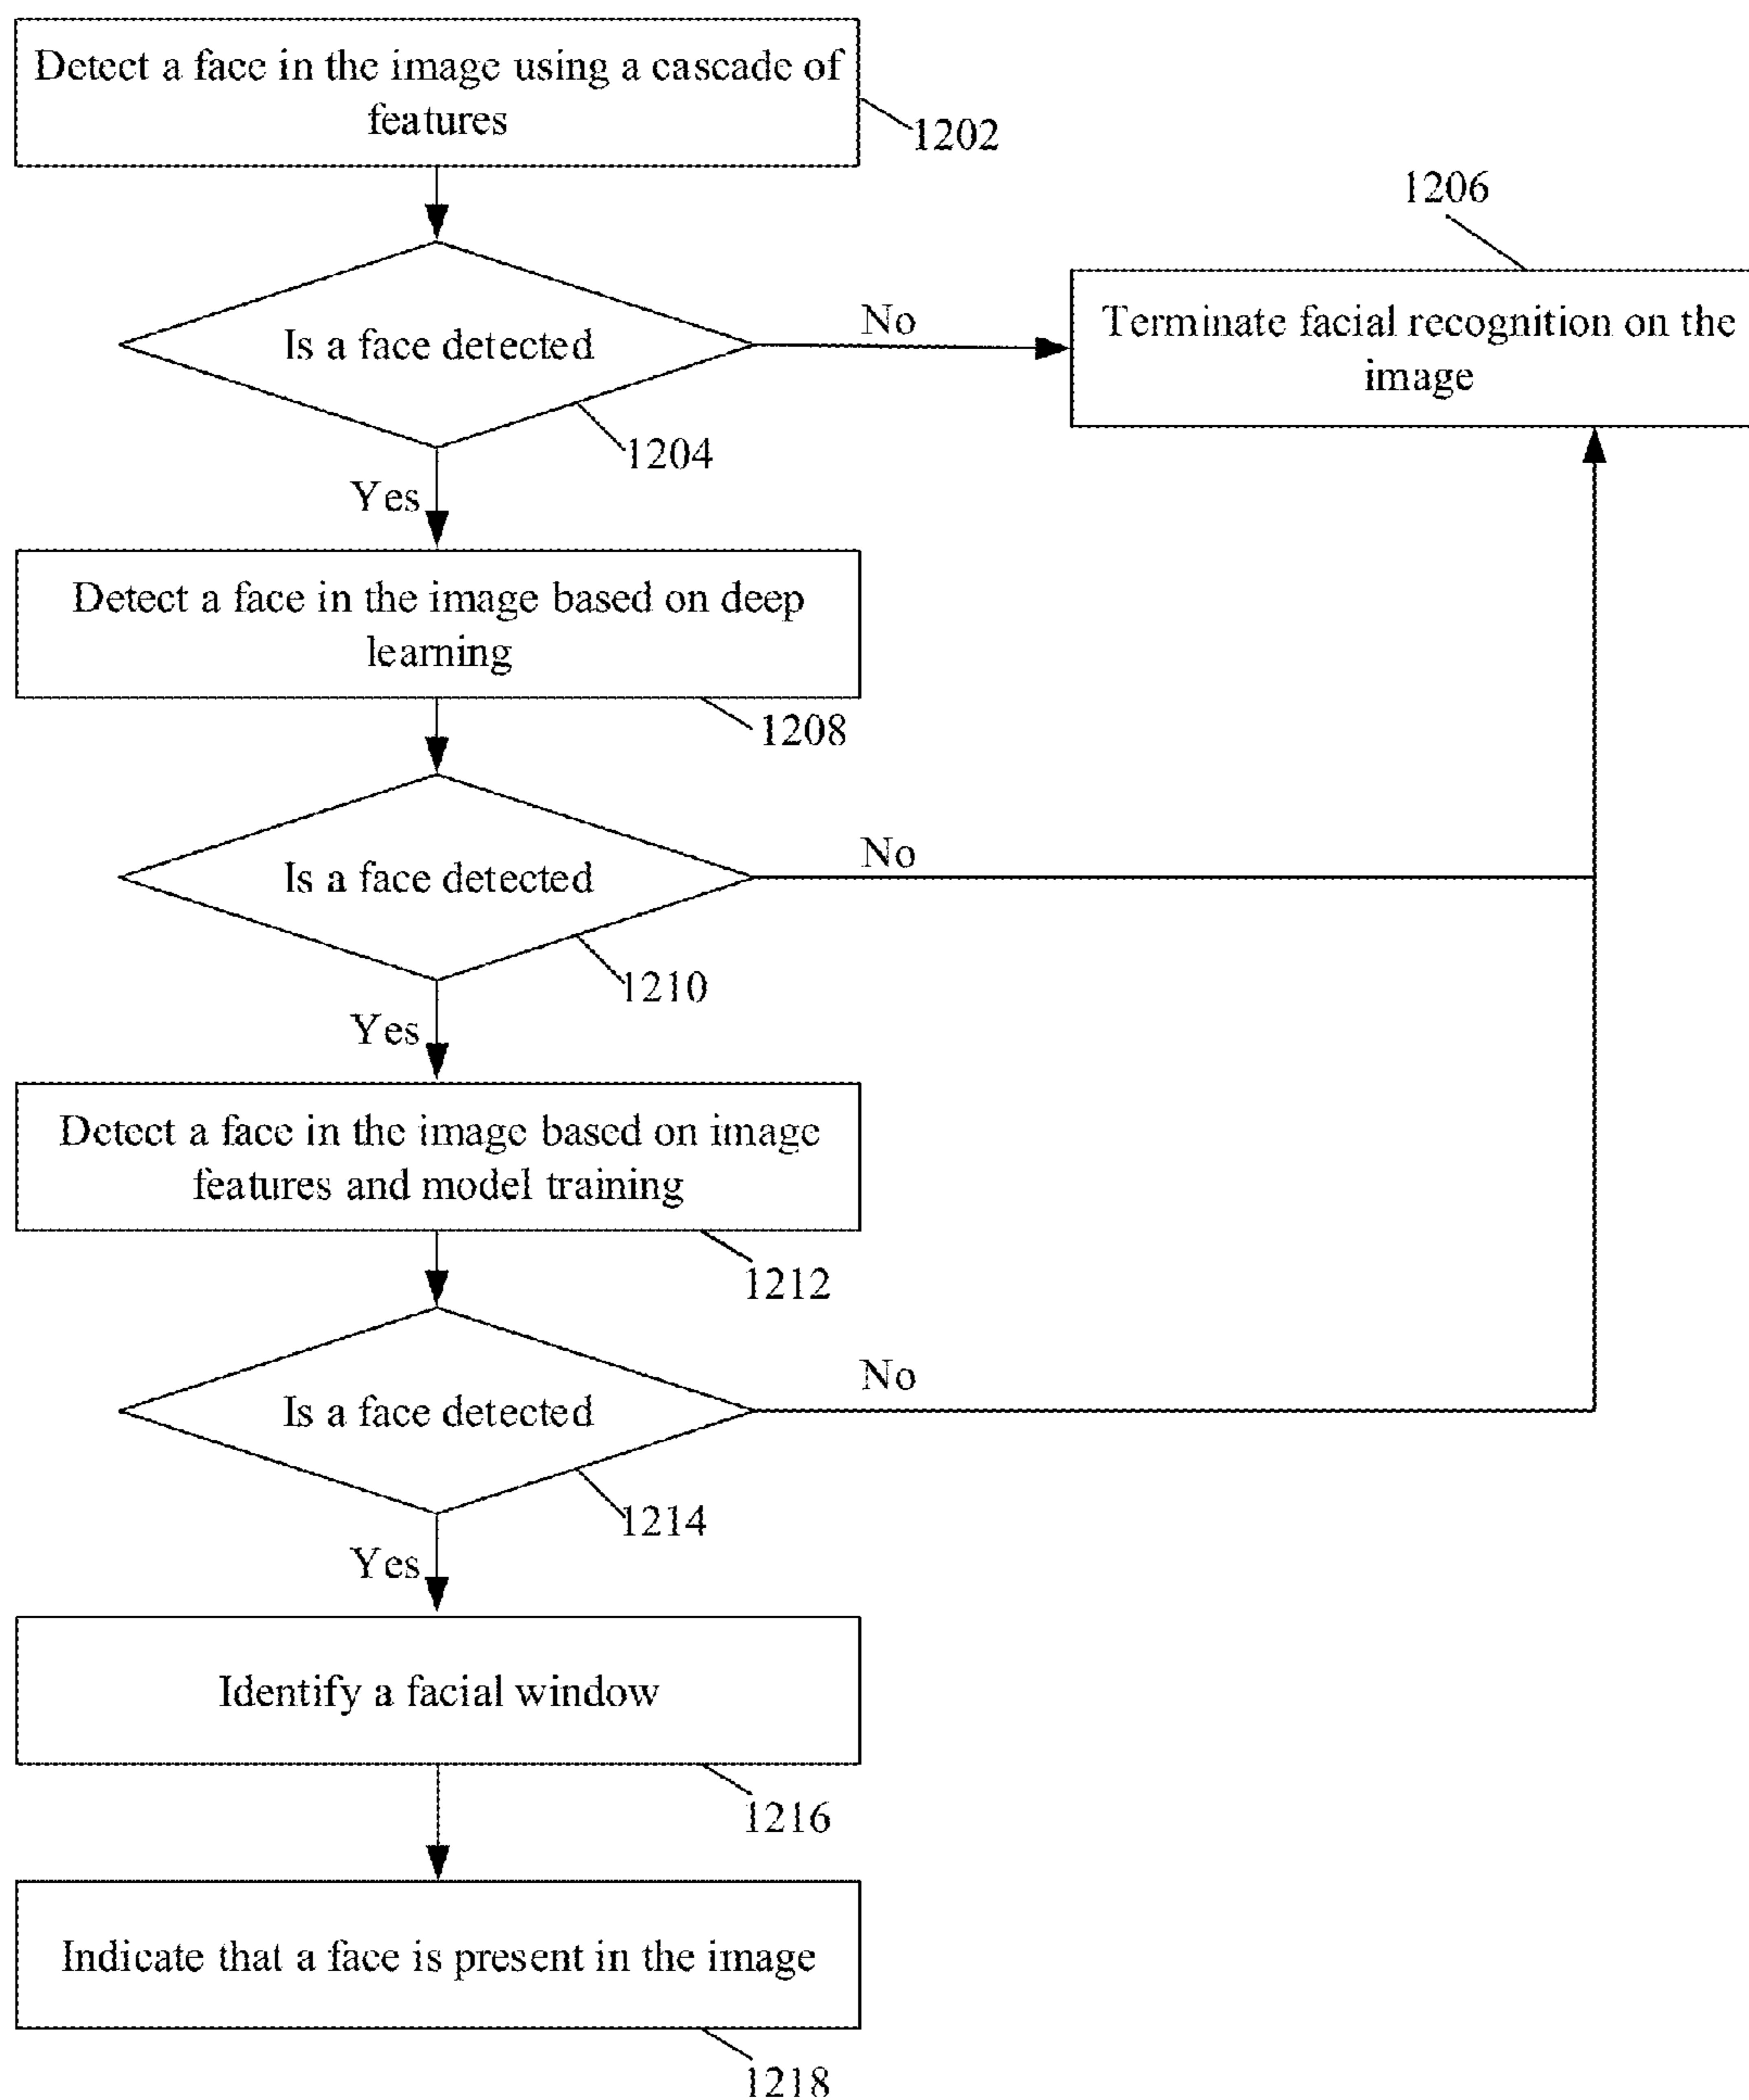 Detect a face in the image using a cascade of
features
1202
1206
Is a face detected
No
Terminate facial recognition on the
image
1204
Yes
Detect a face in the image based on deep
learning
1208
Is a face detected
No
1210
Yes
Detect a face in the image based on image
features and model training
1212
Is a face detected
No
1214
Yes
Identify a facial window
1216
Indicate that a face is present in the image
1218